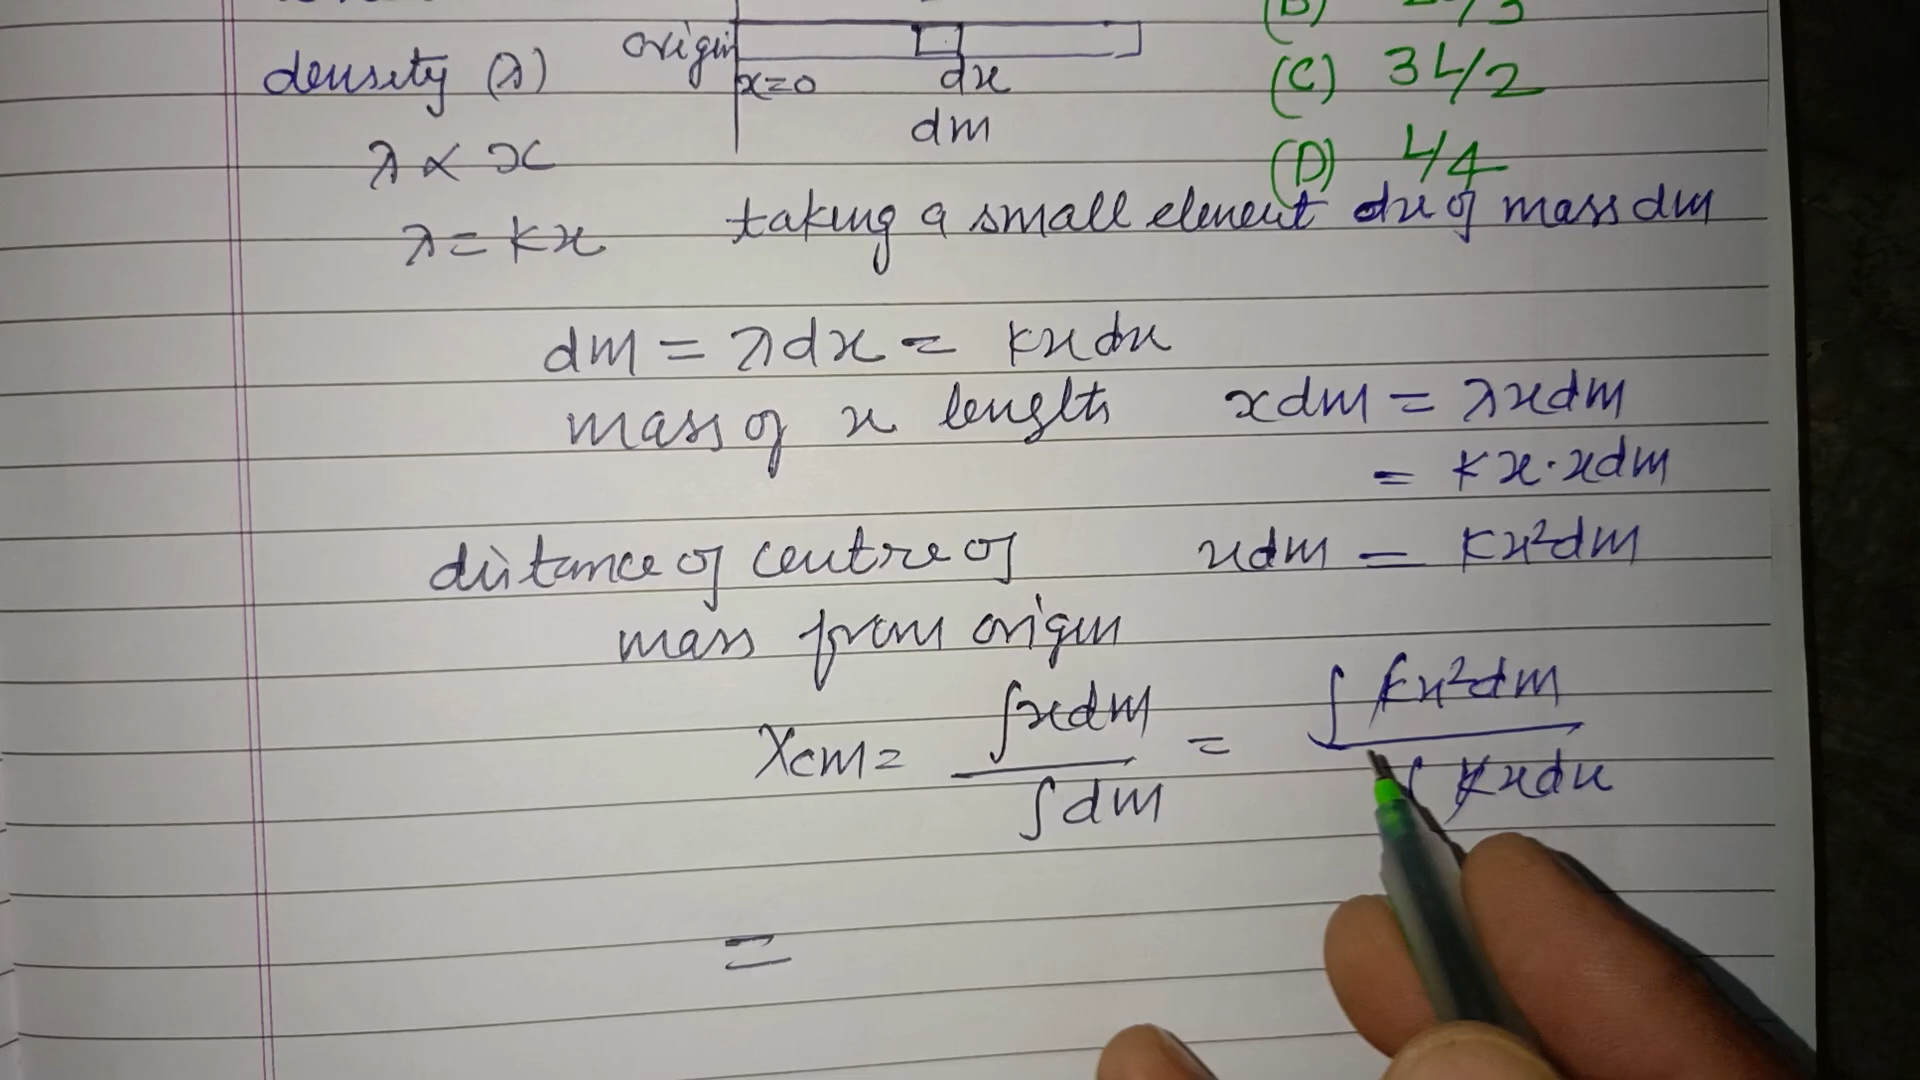 origin
density (λ)
x=0 dx
(C) 3L/2
dm
λ ∝ x
(D) L/4
λ = kx taking a small element dx of mass dm
dm = λdx = kxdx
mass of x length xdm = λxdm
= kx·xdm
distance of centre of xdm = kx²dm
mass from origin
Xcm = ∫xdm / ∫dm = ∫kx²dm / ∫kxdx
=